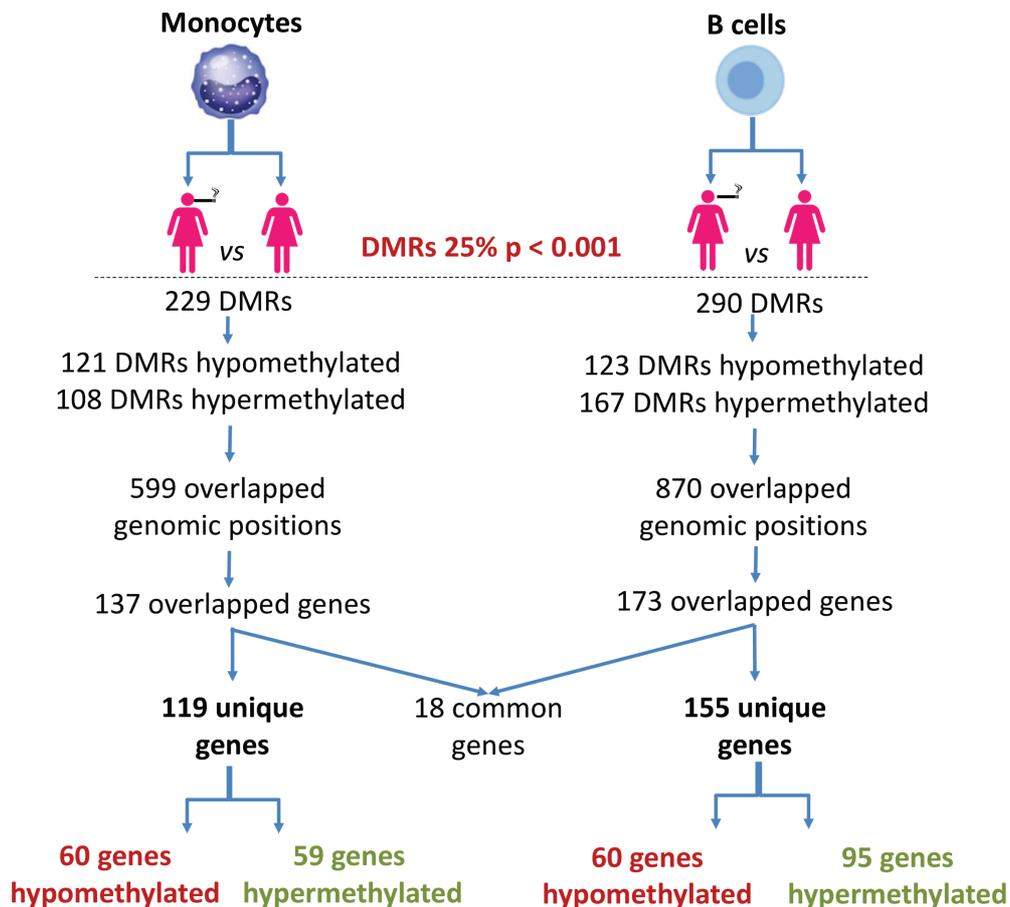 Monocytes
B cells
vs
DMRs 25% p < 0.001
vs
229 DMRs
290 DMRs
121 DMRs hypomethylated
108 DMRs hypermethylated
123 DMRs hypomethylated
167 DMRs hypermethylated
599 overlapped
genomic positions
870 overlapped
genomic positions
137 overlapped genes
173 overlapped genes
119 unique
genes
18 common
genes
155 unique
genes
60 genes
hypomethylated
59 genes
hypermethylated
60 genes
hypomethylated
95 genes
hypermethylated